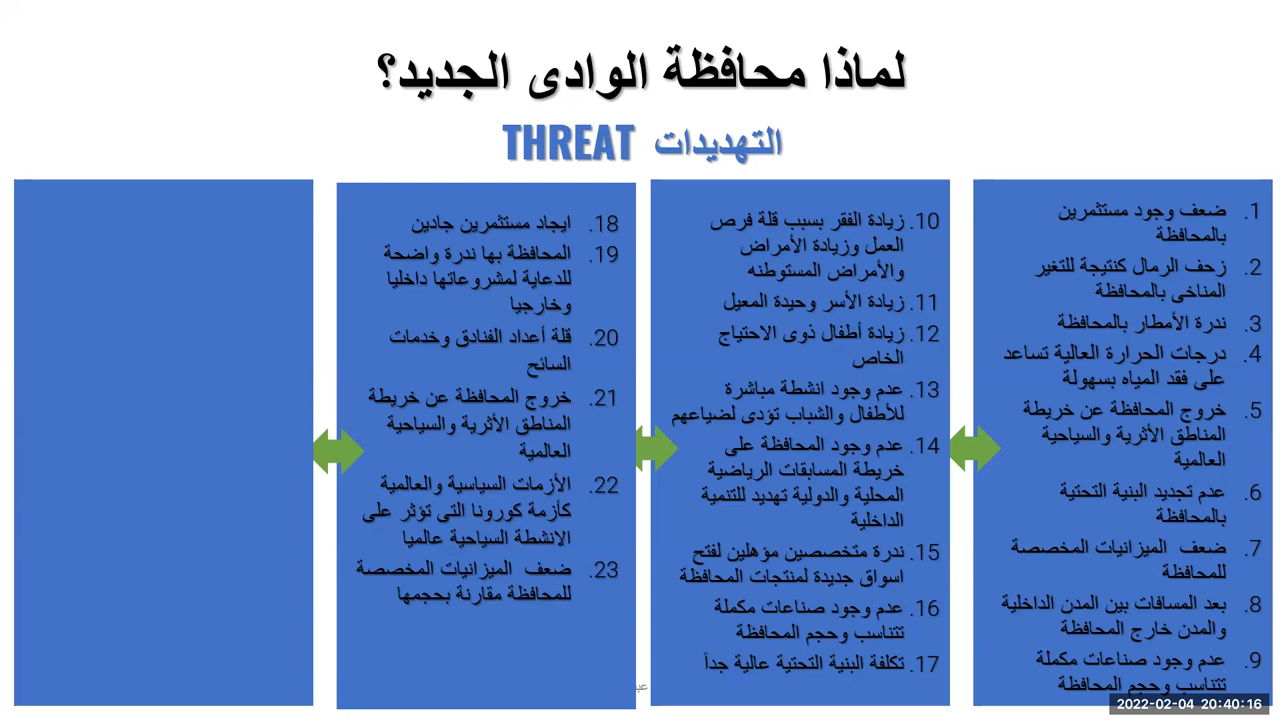 لماذا محافظة الوادى الجديد؟
التهديدات THREAT
1. ضعف وجود مستثمرين
بالمحافظة
2. زحف الرمال كنتيجة للتغير
المناخى بالمحافظة
3. ندرة الأمطار بالمحافظة
4. درجات الحرارة العالية تساعد
على فقد المياه بسهولة
5. خروج المحافظة عن خريطة
المناطق الأثرية والسياحية
العالمية
6. عدم تجديد البنية التحتية
بالمحافظة
7. ضعف الميزانيات المخصصة
للمحافظة
8. بعد المسافات بين المدن الداخلية
والمدن خارج المحافظة
9. عدم وجود صناعات مكملة
تتناسب وحجم المحافظة
10. زيادة الفقر بسبب قلة فرص
العمل وزيادة الأمراض
والأمراض المستوطنه
11. زيادة الأسر وحيدة المعيل
12. زيادة أطفال ذوى الاحتياج
الخاص
13. عدم وجود انشطة مباشرة
للأطفال والشباب تؤدى لضياعهم
14. عدم وجود المحافظة على
خريطة المسابقات الرياضية
المحلية والدولية تهديد للتنمية
الداخلية
15. ندرة متخصصين مؤهلين لفتح
اسواق جديدة لمنتجات المحافظة
16. عدم وجود صناعات مكملة
تتناسب وحجم المحافظة
17. تكلفة البنية التحتية عالية جداً
18. ايجاد مستثمرين جادين
19. المحافظة بها ندرة واضحة
للدعاية لمشروعاتها داخليا
وخارجيا
20. قلة أعداد الفنادق وخدمات
السائح
21. خروج المحافظة عن خريطة
المناطق الأثرية والسياحية
العالمية
22. الأزمات السياسية والعالمية
كأزمة كورونا التى تؤثر على
الانشطة السياحية عالميا
23. ضعف الميزانيات المخصصة
للمحافظة مقارنة بحجمها
2022-02-04 20:40:16